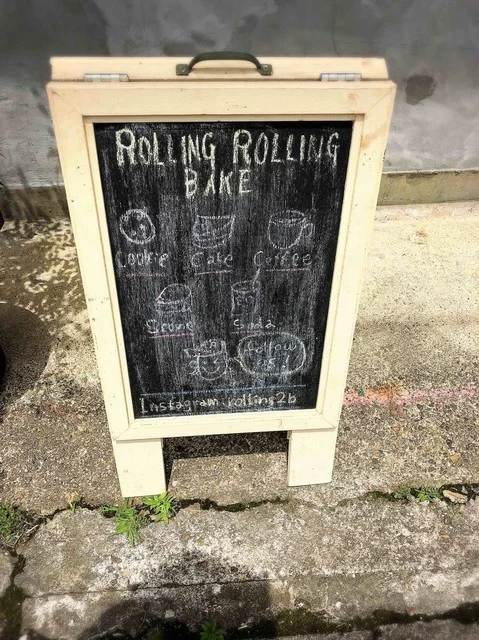 ROLLING ROLLING
BAKE
Cookie Cake Coffee
Scone Soda
Follow
Instagram rolling2b